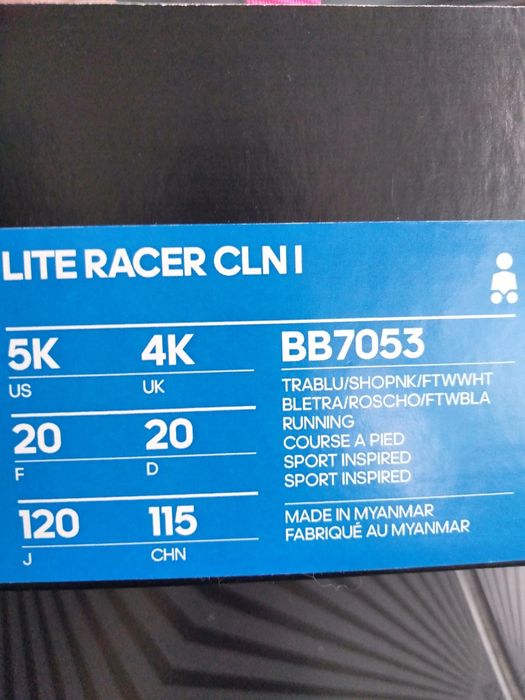 LITE RACER CLN I
5K 4K
US UK
20 20
F D
120 115
J CHN
BB7053
TRABLU/SHOPNK/FTWWHT
BLETRA/ROSCHO/FTWBLA
RUNNING
COURSE A PIED
SPORT INSPIRED
SPORT INSPIRED
MADE IN MYANMAR
FABRIQUÉ AU MYANMAR